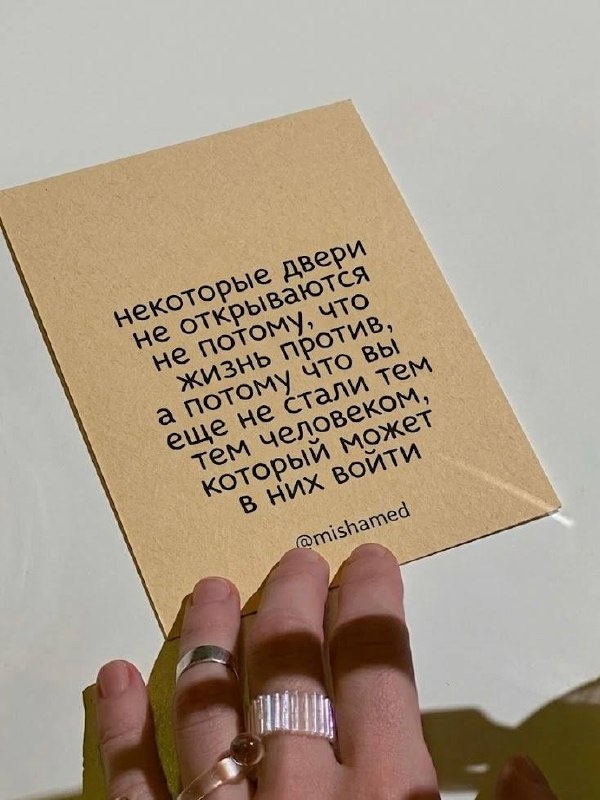 некоторые двери
не открываются
не потому, что
жизнь против,
а потому что вы
еще не стали тем
тем человеком,
который может
в них войти
@mishamed